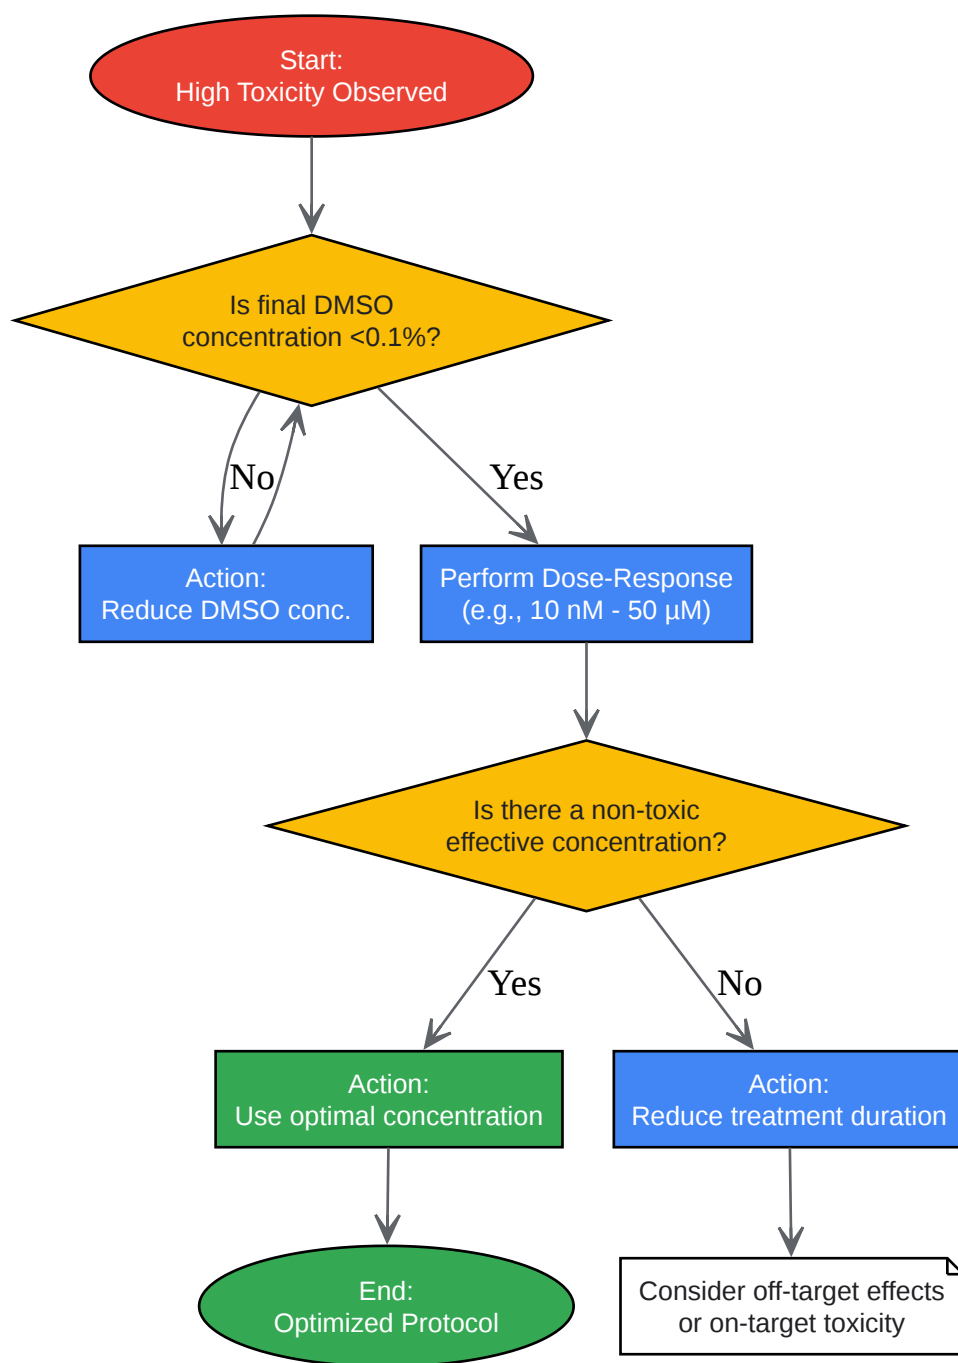 Start:
High Toxicity Observed
Is final DMSO
concentration <0.1%?
No
Yes
Action:
Reduce DMSO conc.
Perform Dose-Response
(e.g., 10 nM - 50 µM)
Is there a non-toxic
effective concentration?
Yes
No
Action:
Use optimal concentration
Action:
Reduce treatment duration
End:
Optimized Protocol
Consider off-target effects
or on-target toxicity